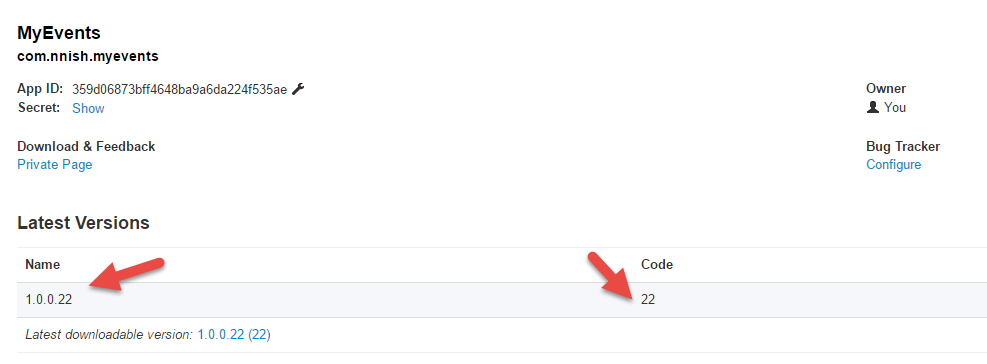 MyEvents
com.nnish.myevents
App ID: 359d06873bff4648ba9a6da224f535ae
Owner
Secret: Show
You
Download & Feedback
Bug Tracker
Private Page
Configure
Latest Versions
Name Code
1.0.0.22 22
Latest downloadable version: 1.0.0.22 (22)